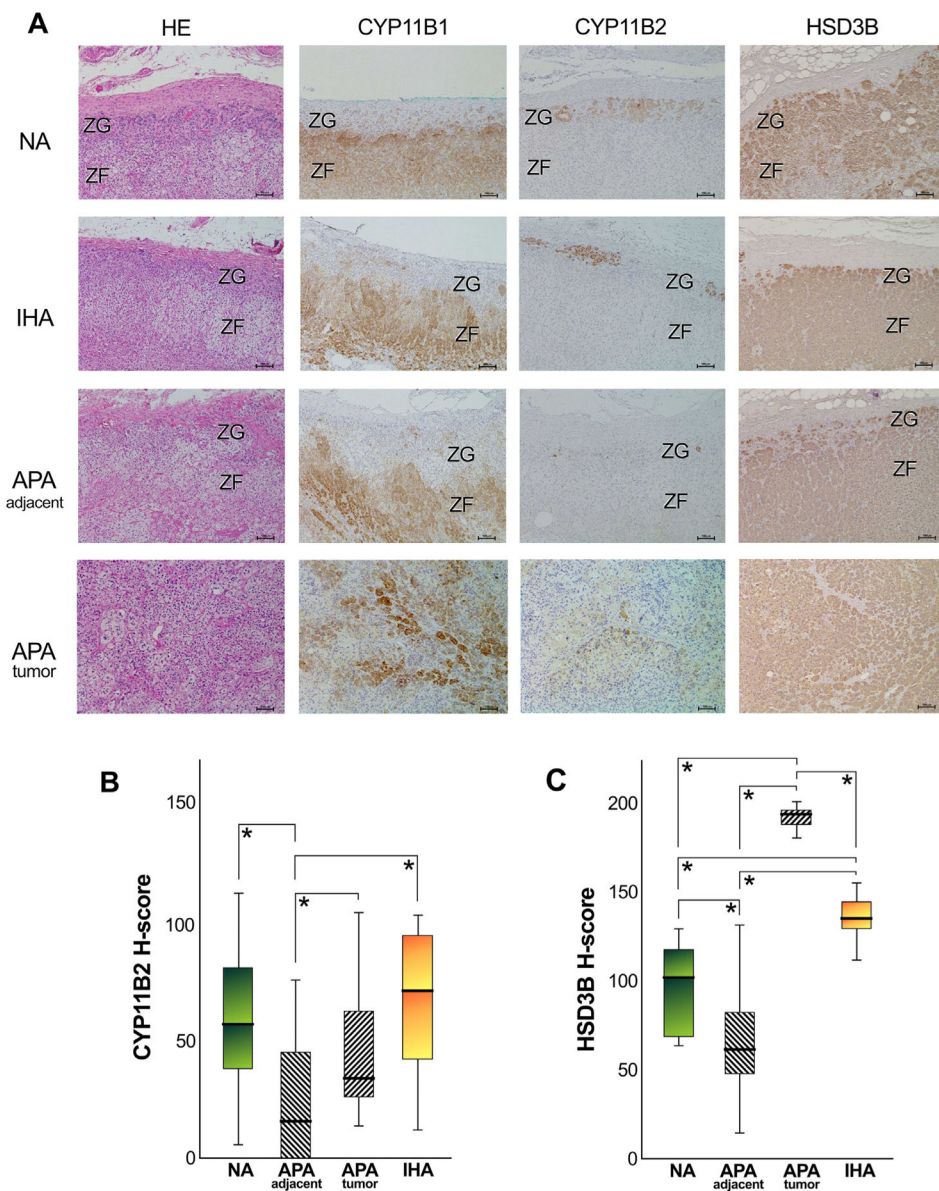 A
HE
CYP11B1
CYP11B2
HSD3B
NA
ZG
ZF
ZG
ZF
ZG
ZF
ZG
ZF
IHA
ZG
ZF
ZG
ZF
ZG
ZF
ZG
ZF
APA
adjacent
ZG
ZF
ZG
ZF
ZG
ZF
ZG
ZF
APA
tumor
B
CYP11B2 H-score
150
100
50
0
*
*
*
NA
APA
adjacent
APA
tumor
IHA
C
HSD3B H-score
200
150
100
50
0
*
*
*
*
*
*
NA
APA
adjacent
APA
tumor
IHA